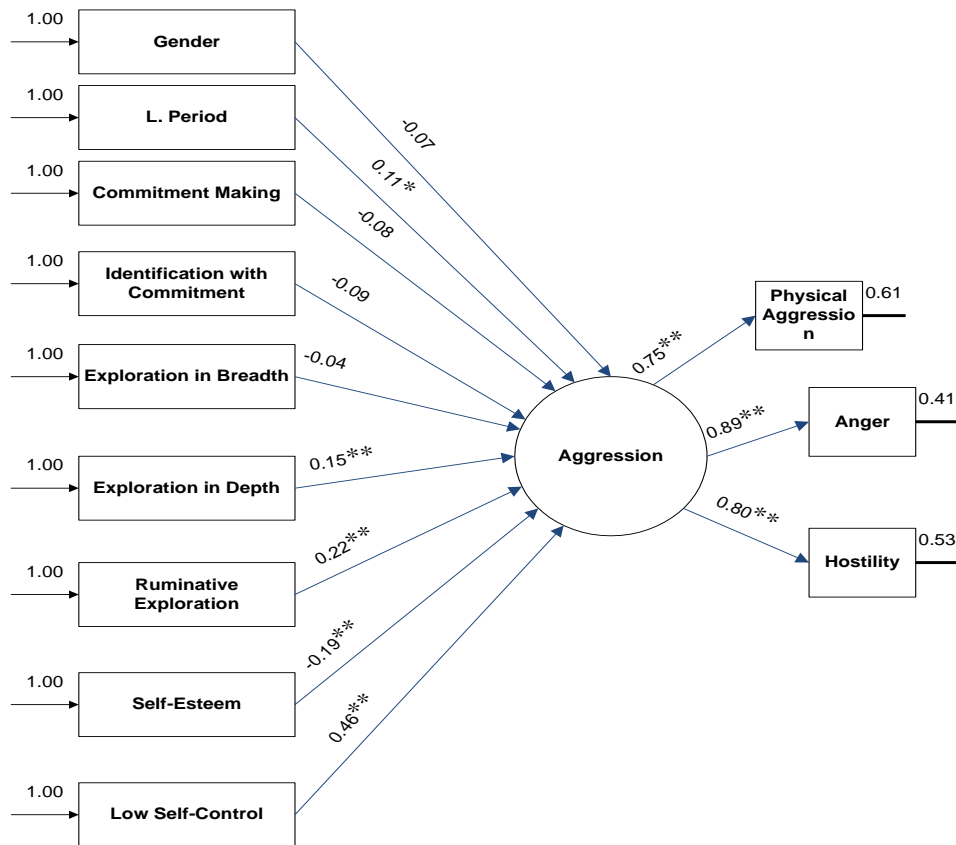 1.00
Gender
-0.07
1.00
L. Period
0.11*
1.00
Commitment Making
-0.08
1.00
Identification with
Commitment
-0.09
1.00
Exploration in Breadth
-0.04
1.00
Exploration in Depth
0.15**
1.00
Ruminative
Exploration
0.22**
1.00
Self-Esteem
-0.19**
1.00
Low Self-Control
0.46**
Aggression
0.75**
Physical
Aggressio
n
0.61
0.89**
Anger
0.41
0.80**
Hostility
0.53